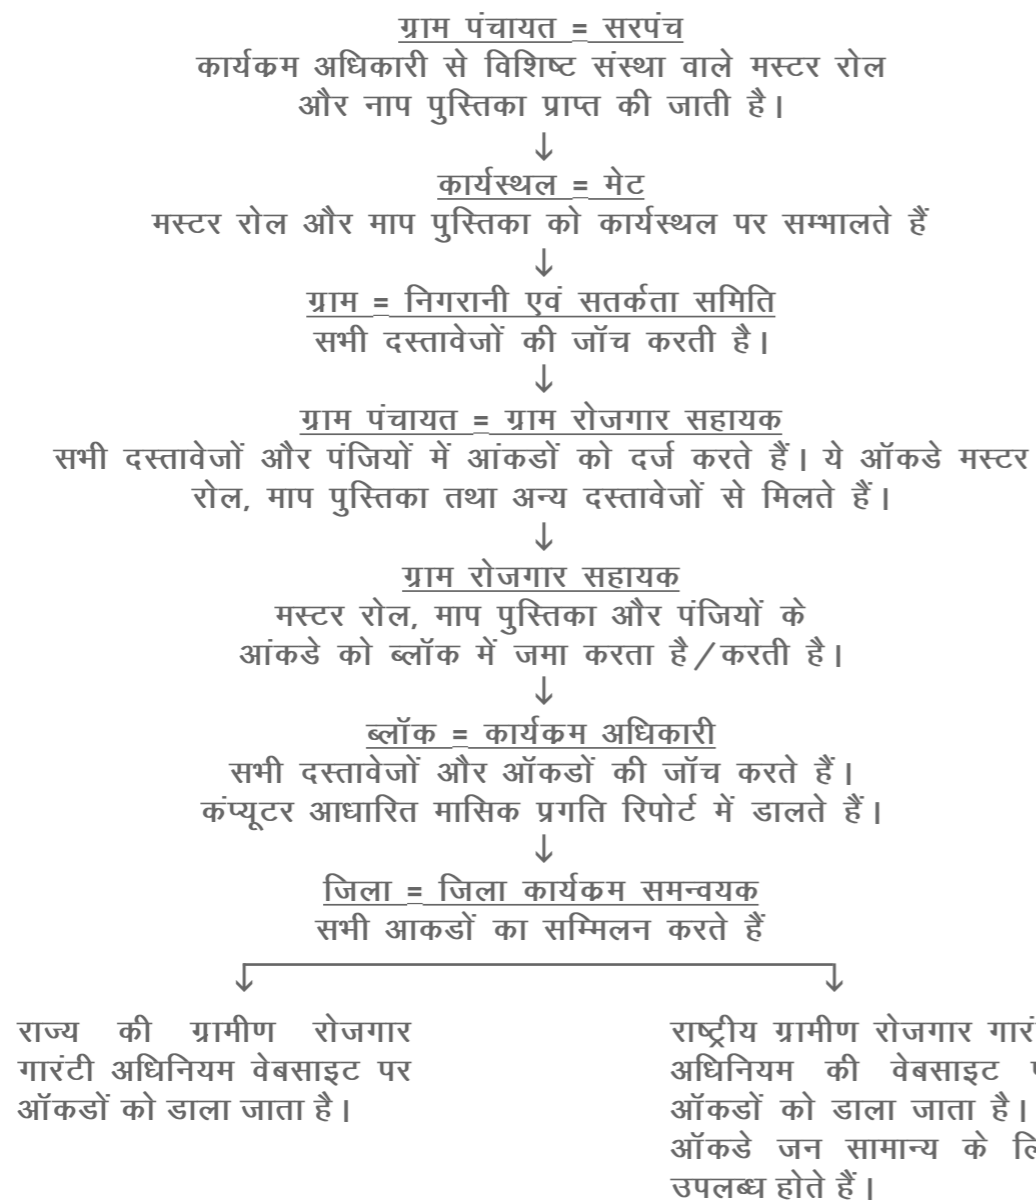 ग्राम पंचायत = सरपंच
कार्यक्रम अधिकारी से विशिष्ट संस्था वाले मस्टर रोल
और नाप पुस्तिका प्राप्त की जाती है।
↓
कार्यस्थल = मेट
मस्टर रोल और माप पुस्तिका को कार्यस्थल पर सम्भालते हैं
↓
ग्राम = निगरानी एवं सतर्कता समिति
सभी दस्तावेजों की जॉच करती है।
↓
ग्राम पंचायत = ग्राम रोजगार सहायक
सभी दस्तावेजों और पंजियों में आंकडों को दर्ज करते हैं। ये ऑकडे मस्टर
रोल, माप पुस्तिका तथा अन्य दस्तावेजों से मिलते हैं।
↓
ग्राम रोजगार सहायक
मस्टर रोल, माप पुस्तिका और पंजियों के
आंकडे को ब्लॉक में जमा करता है/करती है।
↓
ब्लॉक = कार्यक्रम अधिकारी
सभी दस्तावेजों और ऑकडों की जॉच करते हैं।
कंप्यूटर आधारित मासिक प्रगति रिपोर्ट में डालते हैं।
↓
जिला = जिला कार्यक्रम समन्वयक
सभी आकडों का सम्मिलन करते हैं
↓ ↓
राज्य की ग्रामीण रोजगार
गारंटी अधिनियम वेबसाइट पर
ऑकडों को डाला जाता है।
राष्ट्रीय ग्रामीण रोजगार
अधिनियम की वेबसाइट
ऑकडों को डाला जाता है।
ऑकडे जन सामान्य के
उपलब्ध होते हैं।